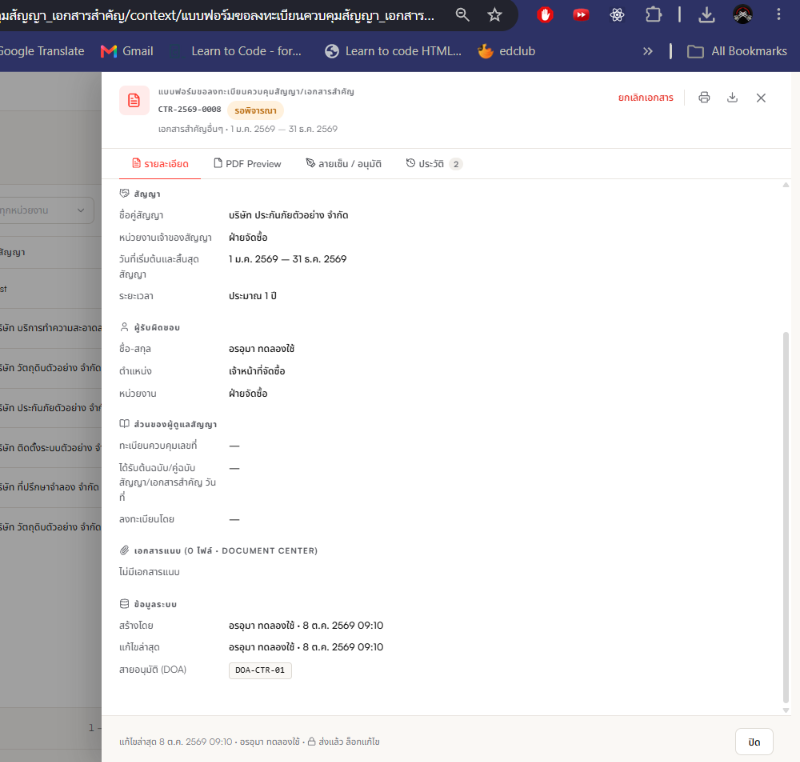 คุมสัญญา_เอกสารสำคัญ/context/แบบฟอร์มขอลงทะเบียนควบคุมสัญญา_เอกสาร...
Google Translate Gmail Learn to Code - for... Learn to code HTML... edclub » All Bookmarks
แบบฟอร์มขอลงทะเบียนควบคุมสัญญา/เอกสารสำคัญ
CTR-2569-0008 รอพิจารณา
เอกสารสำคัญอื่นๆ • 1 ม.ค. 2569 — 31 ธ.ค. 2569
ยกเลิกเอกสาร
รายละเอียด PDF Preview ลายเซ็น / อนุมัติ ประวัติ 2
ทุกหน่วยงาน
สัญญา
st
ริษัท บริการทำความสะอาดส
ริษัท วัตถุดิบตัวอย่าง จำกัด
ริษัท ประกันภัยตัวอย่าง จำกั
ริษัท ติดตั้งระบบตัวอย่าง จำ
ริษัท ที่ปรึกษาจำลอง จำกัด
ริษัท วัตถุดิบตัวอย่าง จำกัด
1 -
สัญญา
ชื่อคู่สัญญา บริษัท ประกันภัยตัวอย่าง จำกัด
หน่วยงานเจ้าของสัญญา ฝ่ายจัดซื้อ
วันที่เริ่มต้นและสิ้นสุด 1 ม.ค. 2569 — 31 ธ.ค. 2569
สัญญา
ระยะเวลา ประมาณ 1 ปี
ผู้รับผิดชอบ
ชื่อ-สกุล อรอุมา ทดลองใช้
ตำแหน่ง เจ้าหน้าที่จัดซื้อ
หน่วยงาน ฝ่ายจัดซื้อ
ส่วนของผู้ดูแลสัญญา
ทะเบียนควบคุมเลขที่ —
ได้รับต้นฉบับ/คู่ฉบับ —
สัญญา/เอกสารสำคัญ วัน
ที่
ลงทะเบียนโดย —
เอกสารแนบ (0 ไฟล์ · DOCUMENT CENTER)
ไม่มีเอกสารแนบ
ข้อมูลระบบ
สร้างโดย อรอุมา ทดลองใช้ • 8 ต.ค. 2569 09:10
แก้ไขล่าสุด อรอุมา ทดลองใช้ • 8 ต.ค. 2569 09:10
สายอนุมัติ (DOA) DOA-CTR-01
แก้ไขล่าสุด 8 ต.ค. 2569 09:10 • อรอุมา ทดลองใช้ • ส่งแล้ว ล็อกแก้ไข
ปิด